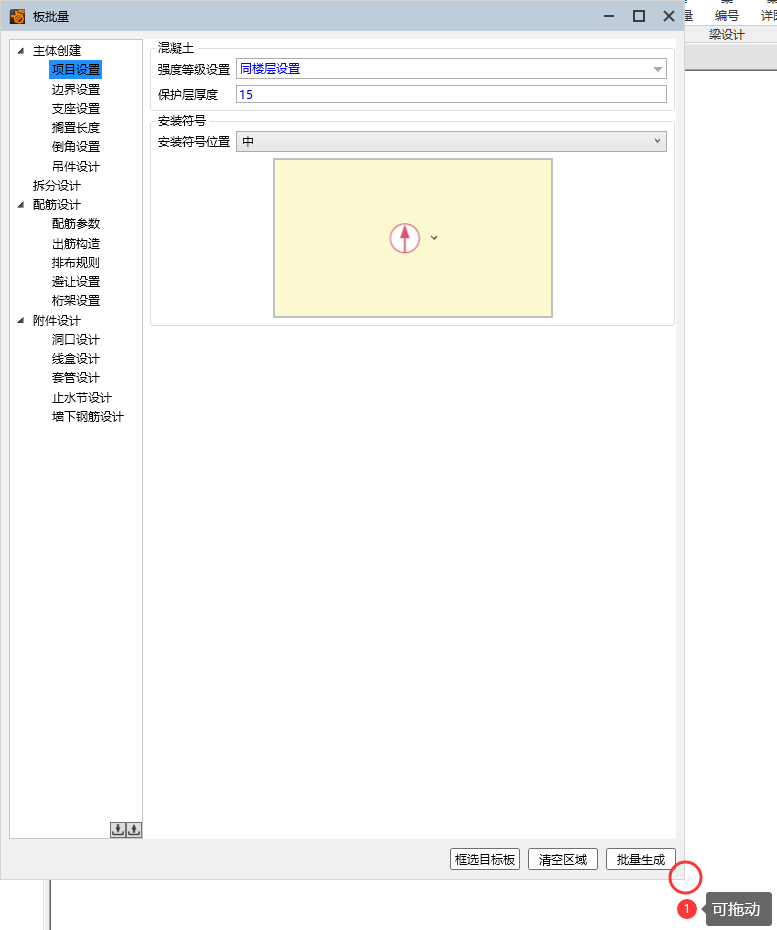 板批量
量
编号
详图
梁设计
主体创建
项目设置
边界设置
支座设置
搁置长度
倒角设置
吊件设计
拆分设计
配筋设计
配筋参数
出筋构造
排布规则
避让设置
桁架设置
附件设计
洞口设计
线盒设计
套管设计
止水节设计
墙下钢筋设计
混凝土
强度等级设置 同楼层设置
保护层厚度 15
安装符号
安装符号位置 中
框选目标板 清空区域 批量生成
1 可拖动